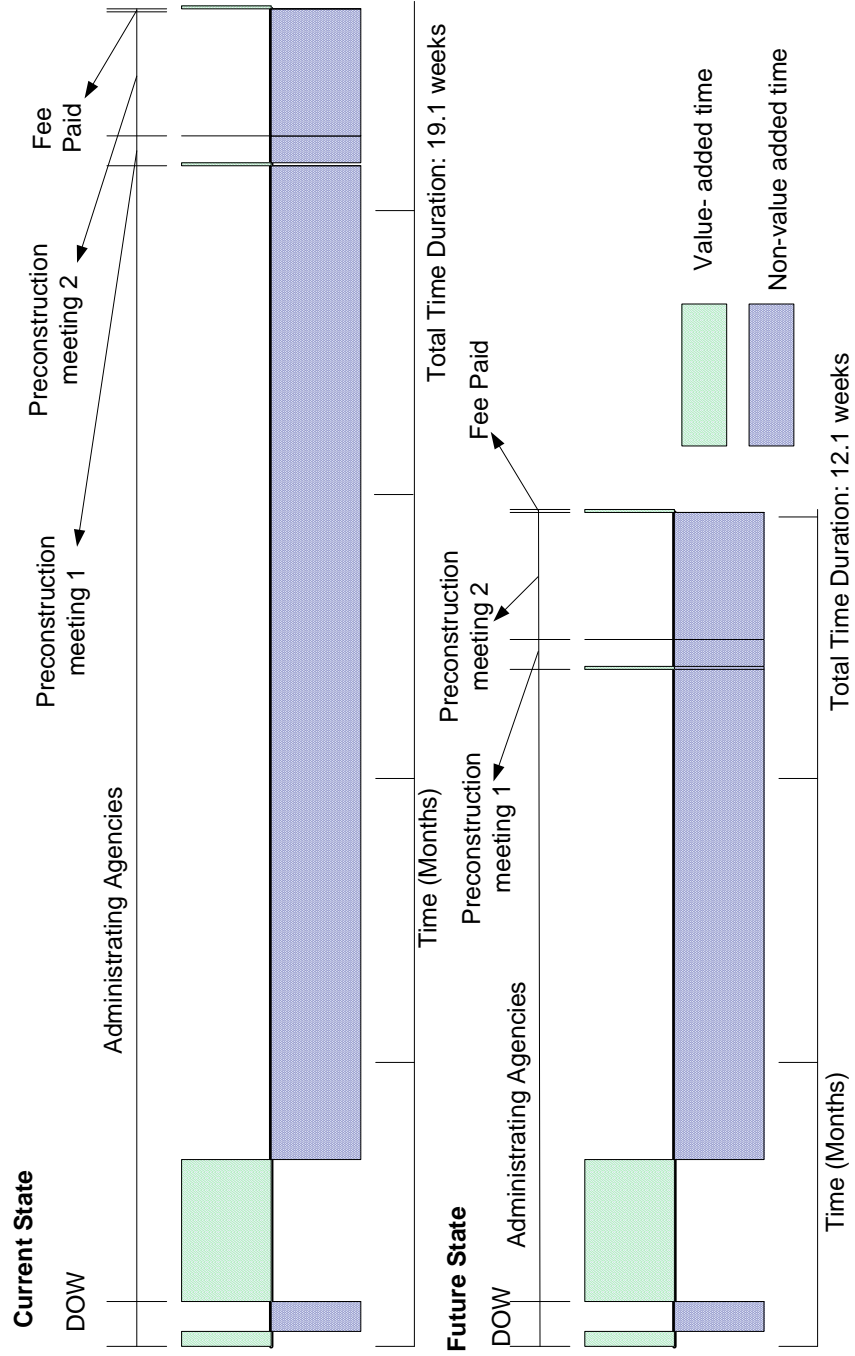 Current State
DOW
Administrating Agencies
Preconstruction
meeting 1
Preconstruction
meeting 2
Fee
Paid
Time (Months)
Total Time Duration: 19.1 weeks
Future State
DOW
Administrating Agencies
Preconstruction
meeting 1
Preconstruction
meeting 2
Fee Paid
Time (Months)
Total Time Duration: 12.1 weeks
Value- added time
Non-value added time